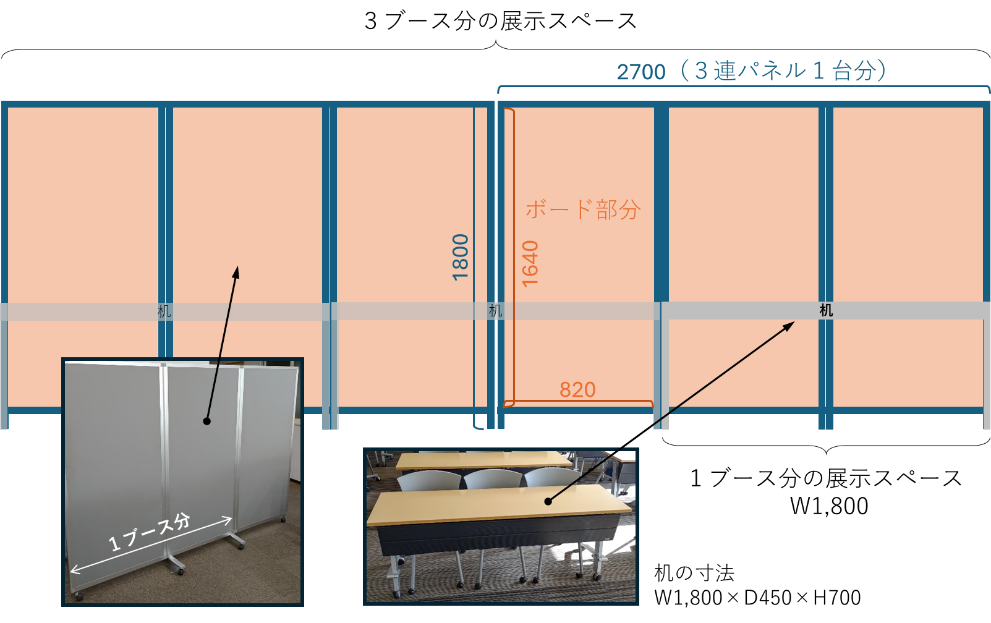 3ブース分の展示スペース
2700（3連パネル1台分）
ボード部分
1800
1640
机
机
机
820
1ブース分の展示スペース
W1,800
1ブース分
机の寸法
W1,800×D450×H700